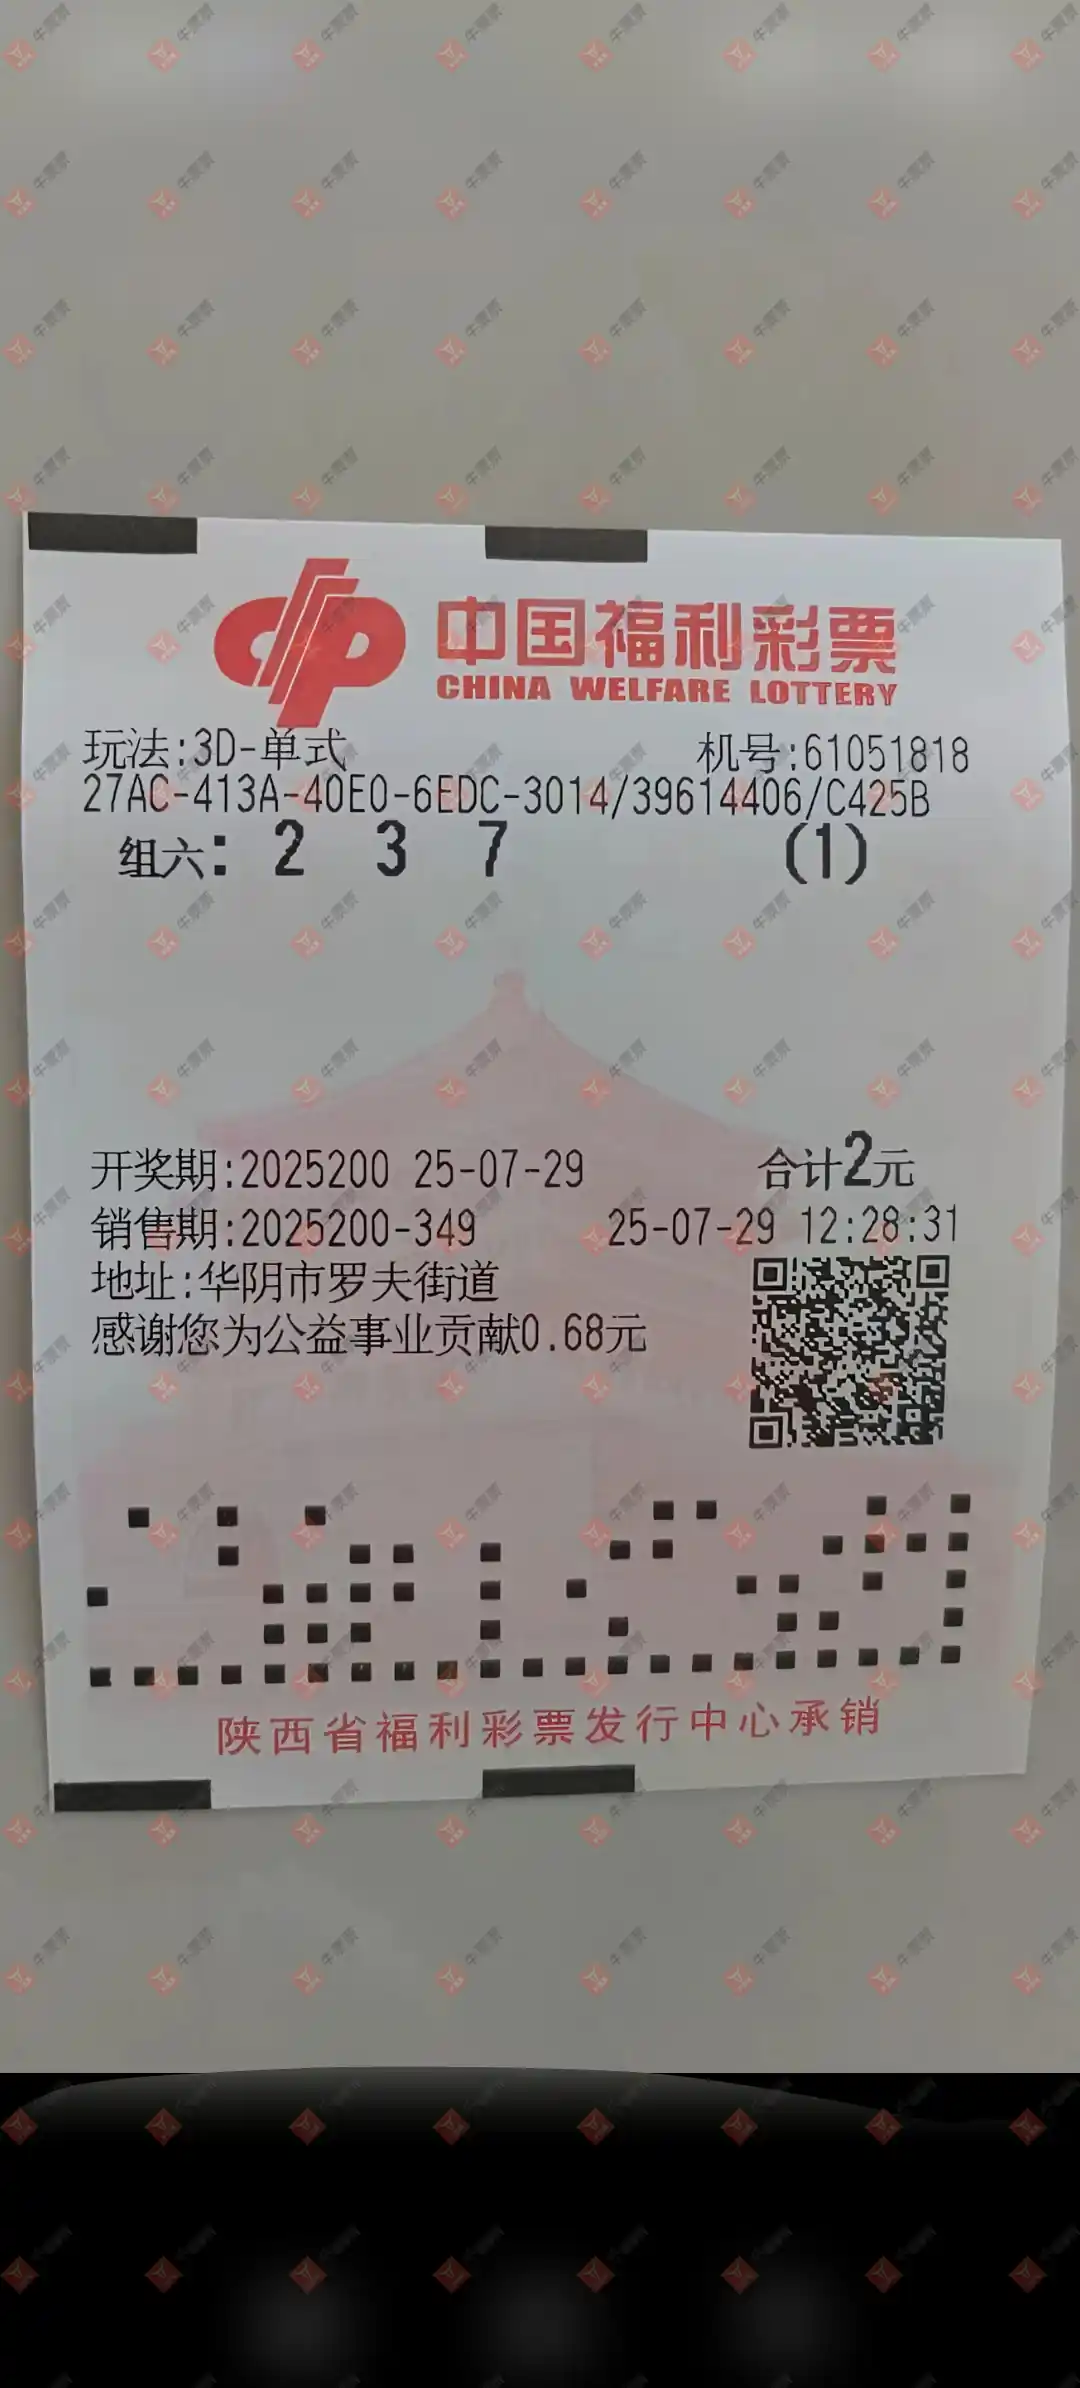 中国福利彩票
CHINA WELFARE LOTTERY
玩法:3D-单式 机号:61051818
27AC-413A-40E0-6EDC-3014/39614406/C425B
组六: 2 3 7 (1)
开奖期:2025200 25-07-29 合计2元
销售期:2025200-349 25-07-29 12:28:31
地址:华阴市罗夫街道
感谢您为公益事业贡献0.68元
陕西省福利彩票发行中心承销